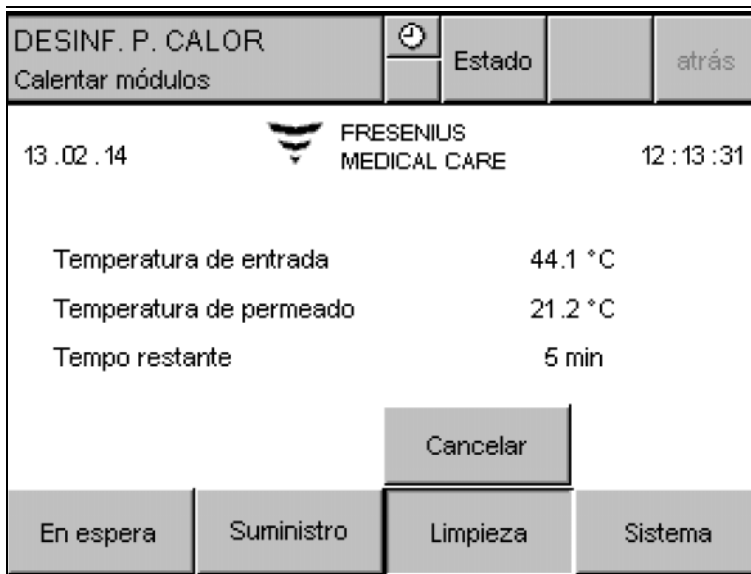 DESINF. P. CALOR
Calentar módulos
Estado
atrás
13 .02 . 14
FRESENIUS
MEDICAL CARE
12 : 13 : 31
Temperatura de entrada 44.1 °C
Temperatura de permeado 21.2 °C
Tempo restante 5 min
Cancelar
En espera
Suministro
Limpieza
Sistema